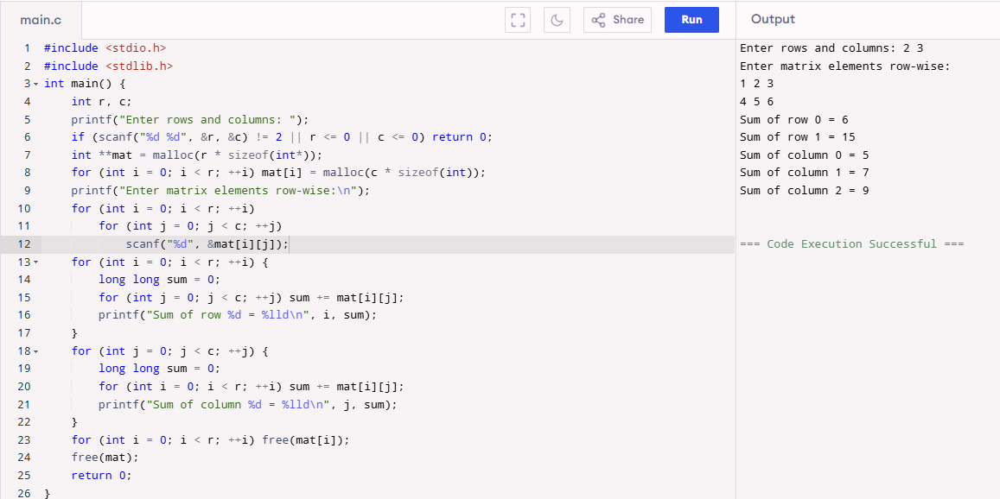 main.c
Share
Run
Output
1 #include <stdio.h>
2 #include <stdlib.h>
3 int main() {
4     int r, c;
5     printf("Enter rows and columns: ");
6     if (scanf("%d %d", &r, &c) != 2 || r <= 0 || c <= 0) return 0;
7     int **mat = malloc(r * sizeof(int*));
8     for (int i = 0; i < r; ++i) mat[i] = malloc(c * sizeof(int));
9     printf("Enter matrix elements row-wise:\n");
10     for (int i = 0; i < r; ++i)
11         for (int j = 0; j < c; ++j)
12             scanf("%d", &mat[i][j]);
13     for (int i = 0; i < r; ++i) {
14         long long sum = 0;
15         for (int j = 0; j < c; ++j) sum += mat[i][j];
16         printf("Sum of row %d = %lld\n", i, sum);
17     }
18     for (int j = 0; j < c; ++j) {
19         long long sum = 0;
20         for (int i = 0; i < r; ++i) sum += mat[i][j];
21         printf("Sum of column %d = %lld\n", j, sum);
22     }
23     for (int i = 0; i < r; ++i) free(mat[i]);
24     free(mat);
25     return 0;
26 }
Enter rows and columns: 2 3
Enter matrix elements row-wise:
1 2 3
4 5 6
Sum of row 0 = 6
Sum of row 1 = 15
Sum of column 0 = 5
Sum of column 1 = 7
Sum of column 2 = 9
=== Code Execution Successful ===